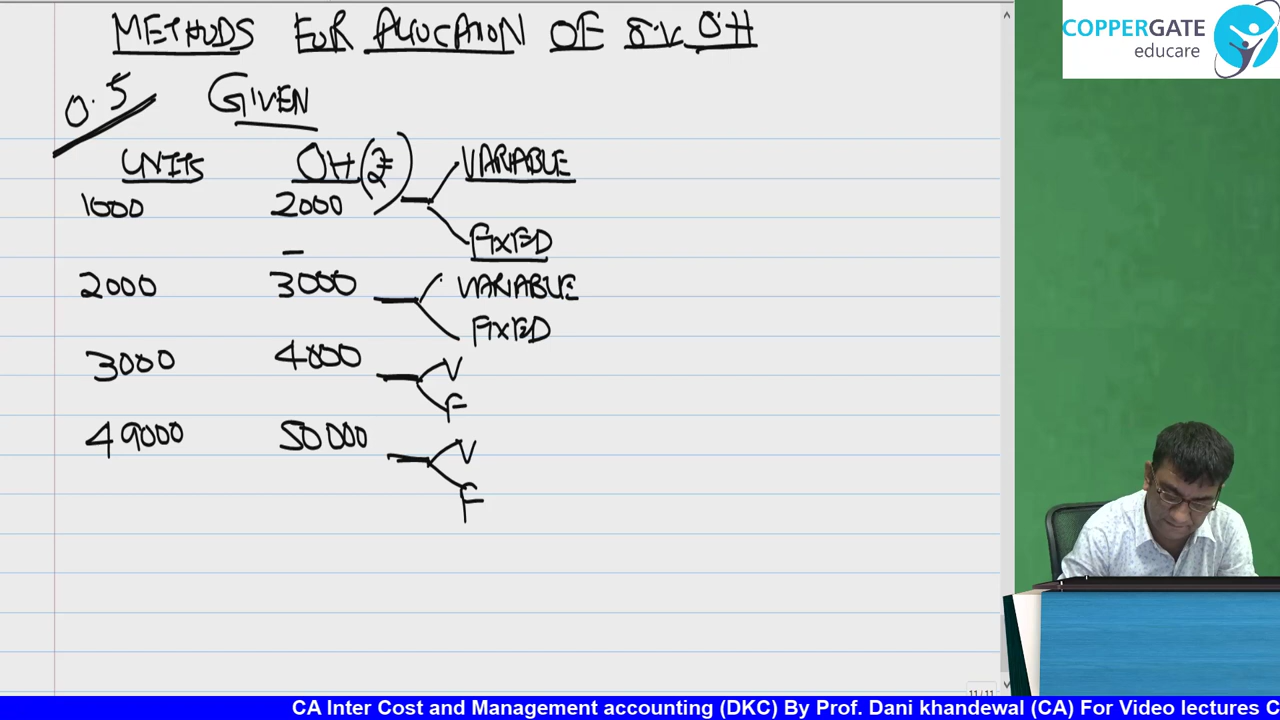 METHODS FOR ALLOCATION OF S.V. OH
Q.5 GIVEN
UNITS OH (₹) VARIABLE
1000 2000
FIXED
2000 3000 VARIABLE
FIXED
3000 4000 V
F
49000 50000 V
F
COPPERGATE
educare
11/11
CA Inter Cost and Management accounting (DKC) By Prof. Dani khandewal (CA) For Video lectures C